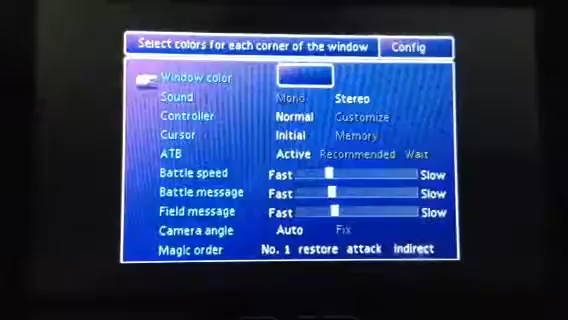 Select colors for each corner of the window Config
Window color
Sound Mono Stereo
Controller Normal Customize
Cursor Initial Memory
ATB Active Recommended Wait
Battle speed Fast Slow
Battle message Fast Slow
Field message Fast Slow
Camera angle Auto Fix
Magic order No. 1 restore attack indirect